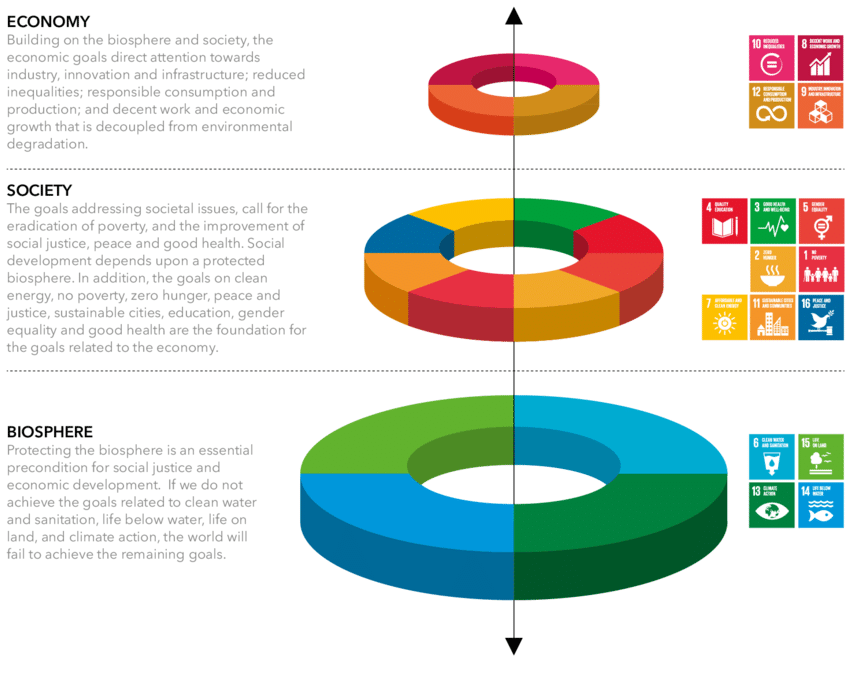 ECONOMY
Building on the biosphere and society, the
economic goals direct attention towards
industry, innovation and infrastructure; reduced
inequalities; responsible consumption and
production; and decent work and economic
growth that is decoupled from environmental
degradation.
10 REDUCED
INEQUALITIES
8 DECENT WORK AND
ECONOMIC GROWTH
12 RESPONSIBLE
CONSUMPTION
AND PRODUCTION
9 INDUSTRY, INNOVATION
AND INFRASTRUCTURE
SOCIETY
The goals addressing societal issues, call for the
eradication of poverty, and the improvement of
social justice, peace and good health. Social
development depends upon a protected
biosphere. In addition, the goals on clean
energy, no poverty, zero hunger, peace and
justice, sustainable cities, education, gender
equality and good health are the foundation for
the goals related to the economy.
4 QUALITY
EDUCATION
3 GOOD HEALTH
AND WELL-BEING
5 GENDER
EQUALITY
2 ZERO
HUNGER
1 NO
POVERTY
7 AFFORDABLE AND
CLEAN ENERGY
11 SUSTAINABLE CITIES
AND COMMUNITIES
16 PEACE AND
JUSTICE
BIOSPHERE
Protecting the biosphere is an essential
precondition for social justice and
economic development. If we do not
achieve the goals related to clean water
and sanitation, life below water, life on
land, and climate action, the world will
fail to achieve the remaining goals.
6 CLEAN WATER
AND SANITATION
15 LIFE
ON LAND
13 CLIMATE
ACTION
14 LIFE BELOW
WATER